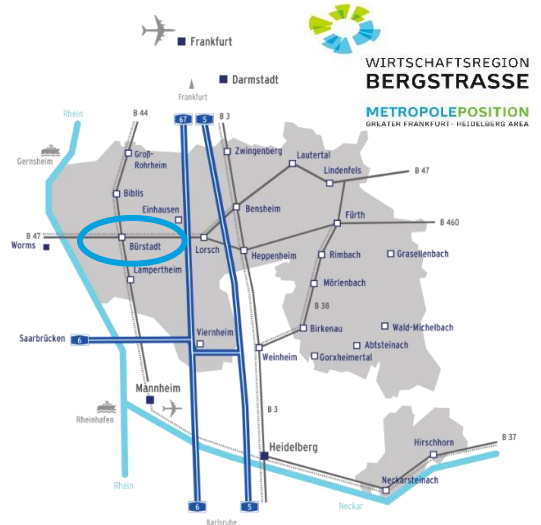 Frankfurt
Darmstadt
WIRTSCHAFTSREGION
BERGSTRASSE
METROPOLEPOSITION
GREATER FRANKFURT - HEIDELBERG AREA
Frankfurt
Rhein
B 44
67
5
B 3
Gernsheim
Groß-
Rohrheim
Zwingenberg
Lautertal
Lindenfels
B 47
Biblis
Einhausen
Bensheim
Fürth
B 460
B 47
Worms
Bürstadt
Lorsch
Heppenheim
Rimbach
Grasellenbach
Lampertheim
Mörlenbach
B 38
Saarbrücken
6
Viernheim
Birkenau
Wald-Michelbach
Weinheim
Abtsteinach
Gorxheimertal
Mannheim
Rheinhafen
B 3
Heidelberg
Hirschhorn
B 37
Rhein
Neckarsteinach
6
5
Neckar
Karlsruhe